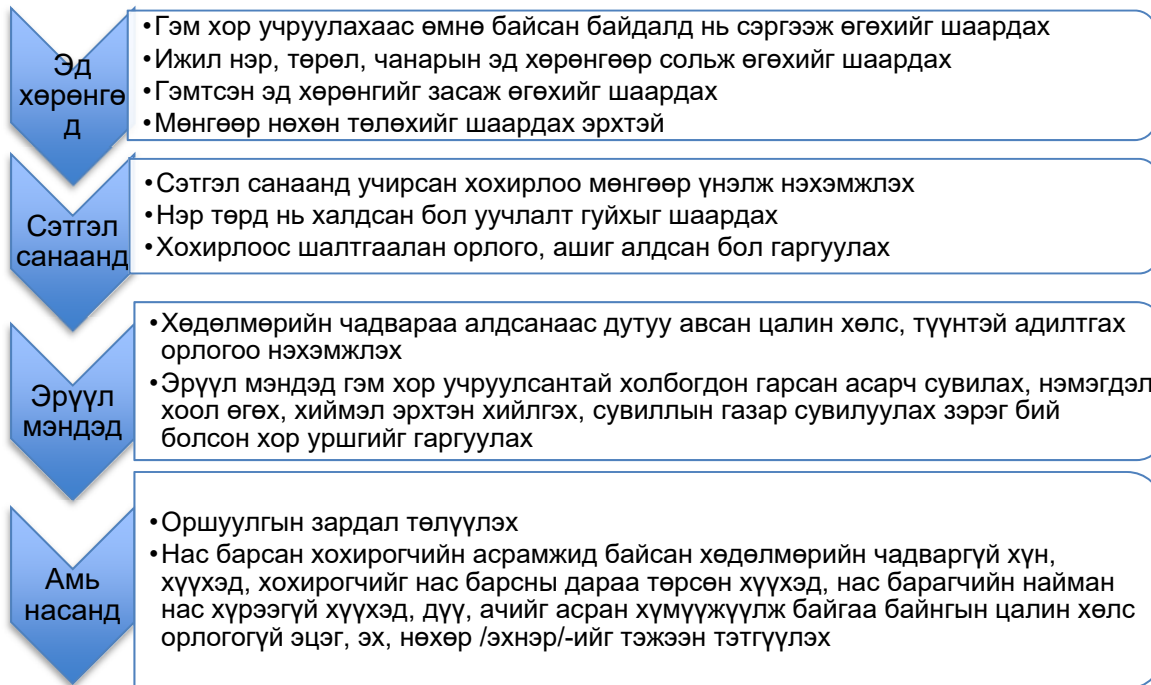 Эд
хөрөнгө
д
•Гэм хор учруулахаас өмнө байсан байдалд нь сэргээж өгөхийг шаардах
•Ижил нэр, төрөл, чанарын эд хөрөнгөөр сольж өгөхийг шаардах
•Гэмтсэн эд хөрөнгийг засаж өгөхийг шаардах
•Мөнгөөр нөхөн төлөхийг шаардах эрхтэй
Сэтгэл
санаанд
•Сэтгэл санаанд учирсан хохирлоо мөнгөөр үнэлж нэхэмжлэх
•Нэр төрд нь халдсан бол уучлалт гуйхыг шаардах
•Хохирлоос шалтгаалан орлого, ашиг алдсан бол гаргуулах
Эрүүл
мэндэд
•Хөдөлмөрийн чадвараа алдсанаас дутуу авсан цалин хөлс, түүнтэй адилтгах
орлогоо нэхэмжлэх
•Эрүүл мэндэд гэм хор учруулсантай холбогдон гарсан асарч сувилах, нэмэгдэл
хоол өгөх, хиймэл эрхтэн хийлгэх, сувиллын газар сувилуулах зэрэг бий
болсон хор уршгийг гаргуулах
Амь
насанд
•Оршуулгын зардал төлүүлэх
•Нас барсан хохирогчийн асрамжид байсан хөдөлмөрийн чадваргүй хүн,
хүүхэд, хохирогчийг нас барсны дараа төрсөн хүүхэд, нас барагчийн найман
нас хүрээгүй хүүхэд, дүү, ачийг асран хүмүүжүүлж байгаа байнгын цалин хөлс
орлогогүй эцэг, эх, нөхөр /эхнэр/-ийг тэжээн тэтгүүлэх